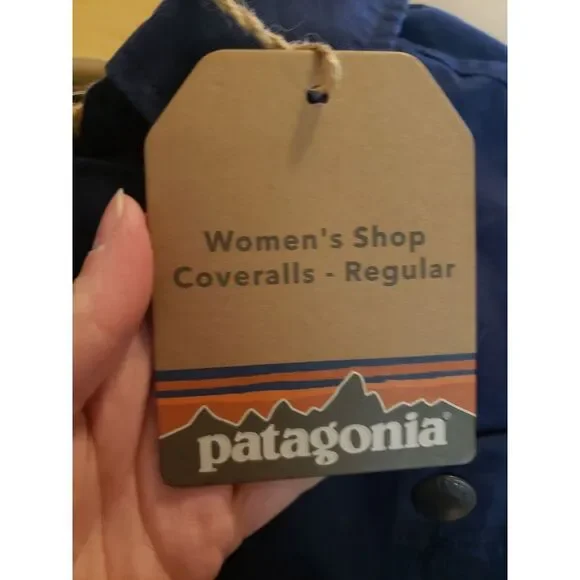 Women's Shop
Coveralls - Regular
patagonia®